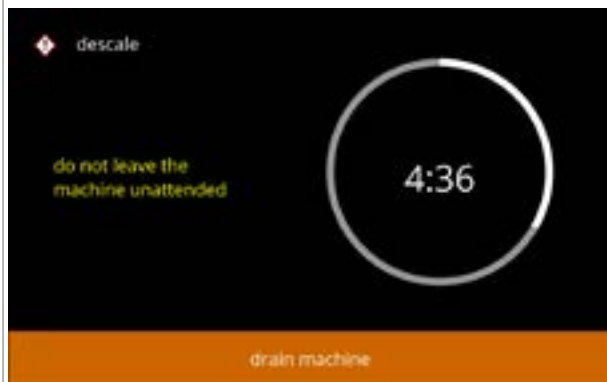 descale
do not leave the
machine unattended
4:36
drain machine